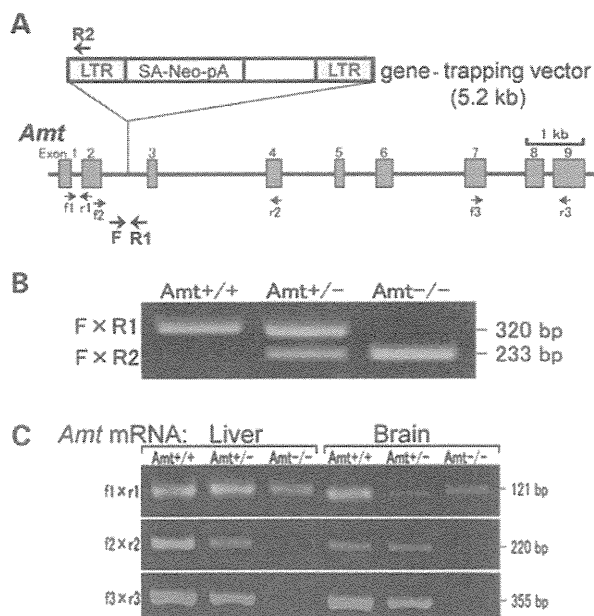 A
R2
LTR SA-Neo-pA LTR gene-trapping vector
(5.2 kb)
Amt
1 kb
Exon 1 2 3 4 5 6 7 8 9
f1 r1 f2 r2 f3 r3
F R1
B
Amt+/+ Amt+/− Amt−/−
F × R1 320 bp
F × R2 233 bp
C
Amt mRNA: Liver Brain
Amt+/+ Amt+/− Amt−/− Amt+/+ Amt+/− Amt−/−
f1×r1 121 bp
f2×r2 220 bp
f3×r3 355 bp